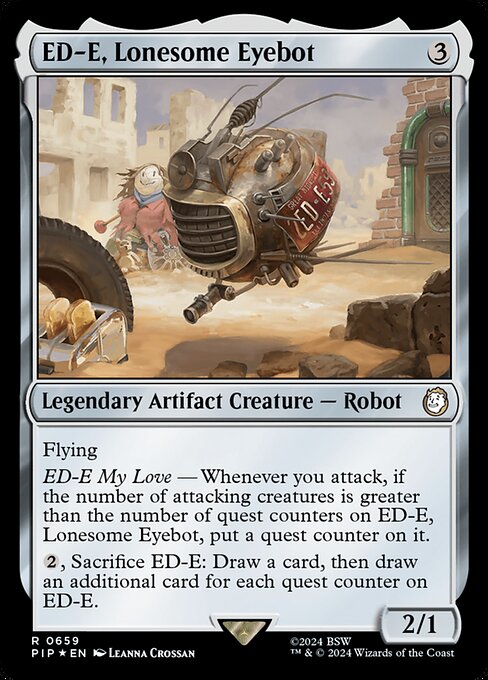 ED-E, Lonesome Eyebot 3
ED-E
Legendary Artifact Creature — Robot
Flying
ED-E My Love — Whenever you attack, if
the number of attacking creatures is greater
than the number of quest counters on ED-E,
Lonesome Eyebot, put a quest counter on it.
2, Sacrifice ED-E: Draw a card, then draw
an additional card for each quest counter on
ED-E.
2/1
R 0659
PIP ★ EN Leanna Crossan
©2024 BSW
™ & © 2024 Wizards of the Coast